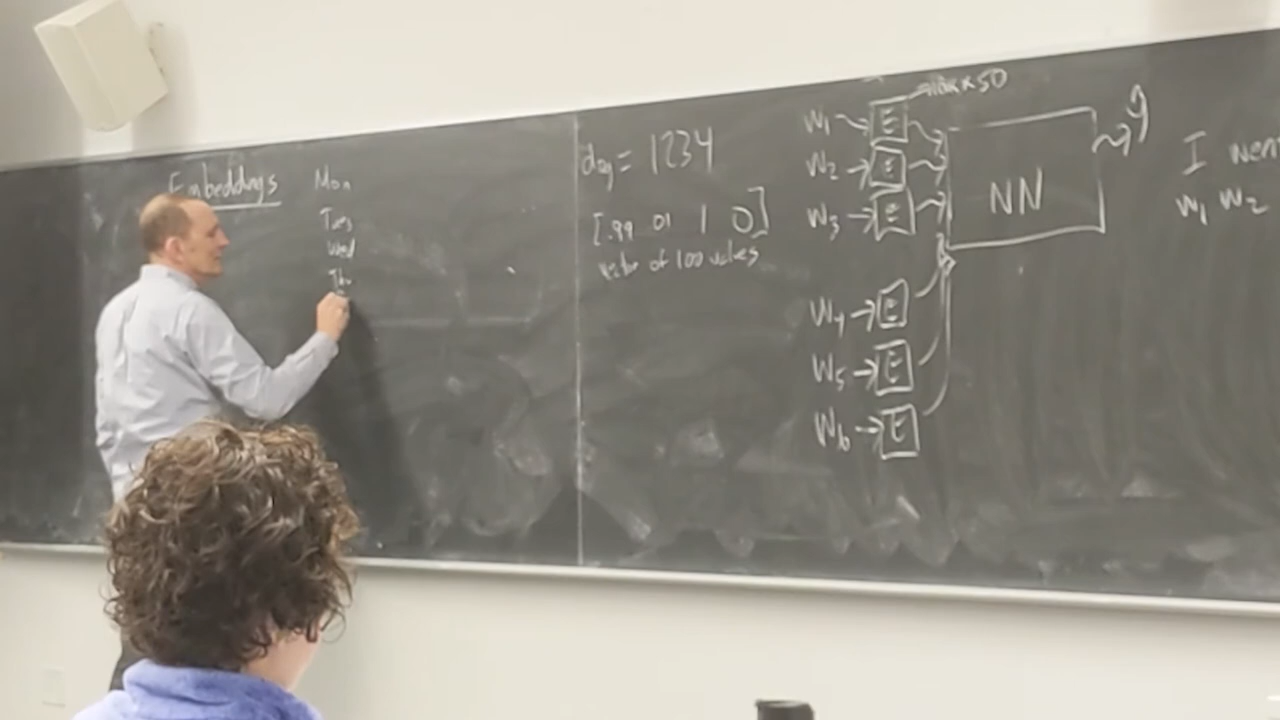 Embeddings
Mon
Tues
Wed
Thu
dog = 1234
[.99 .01 1 0]
vector of 100 values
W1 → E 10k x 50
W2 → E
W3 → E
W4 → E
W5 → E
W6 → E
NN
ŷ
I went
W1 W2